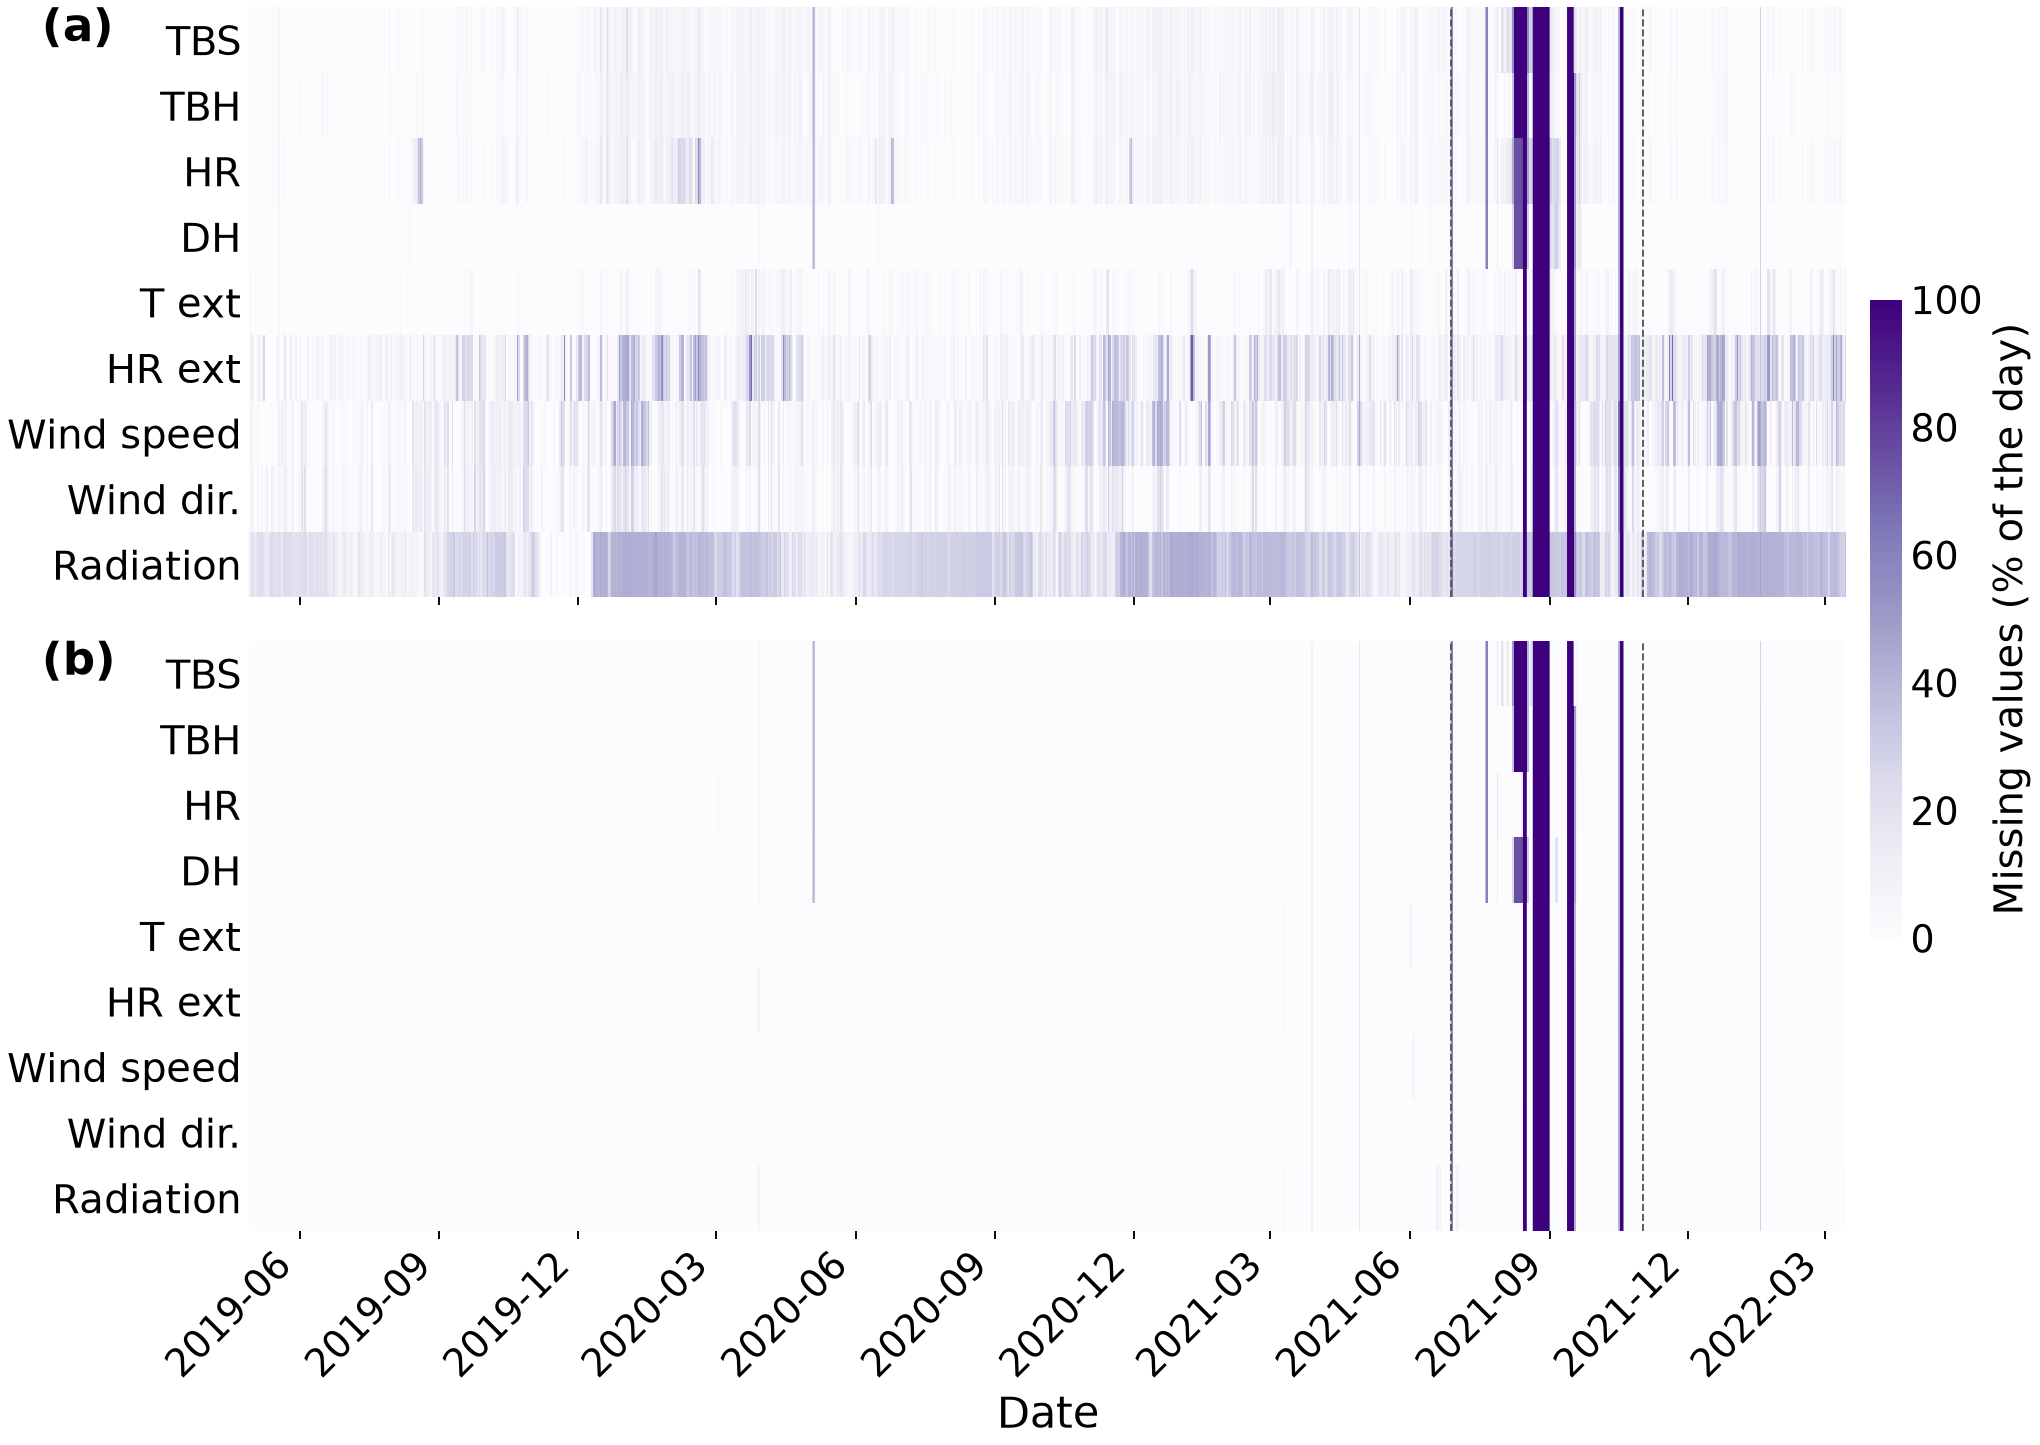 (a)
TBS
TBH
HR
DH
T ext
HR ext
Wind speed
Wind dir.
Radiation
(b)
TBS
TBH
HR
DH
T ext
HR ext
Wind speed
Wind dir.
Radiation
2019-06
2019-09
2019-12
2020-03
2020-06
2020-09
2020-12
2021-03
2021-06
2021-09
2021-12
2022-03
Date
100
80
60
40
20
0
Missing values (% of the day)